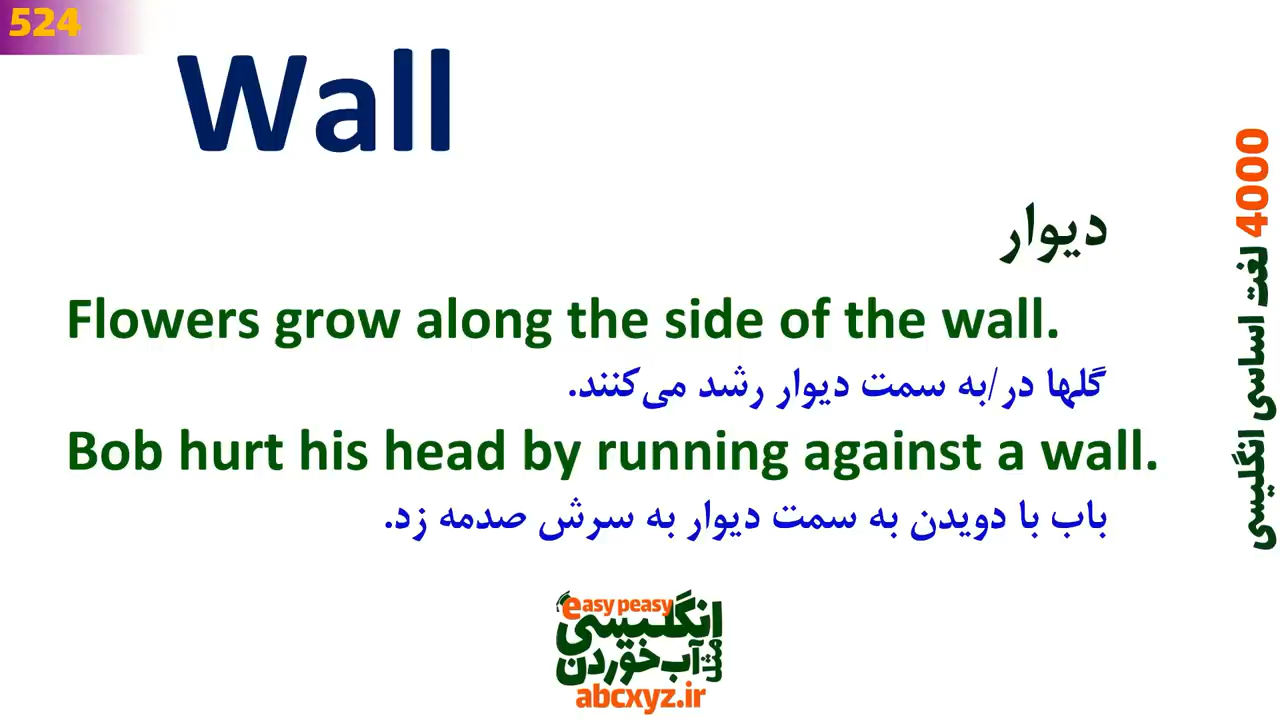 524
Wall
دیوار
Flowers grow along the side of the wall.
گلها در/به سمت دیوار رشد می‌کنند.
Bob hurt his head by running against a wall.
باب با دویدن به سمت دیوار به سرش صدمه زد.
4000 لغت اساسی انگلیسی
easy peasy
انگلیسی
مثل آب خوردن
abcxyz.ir